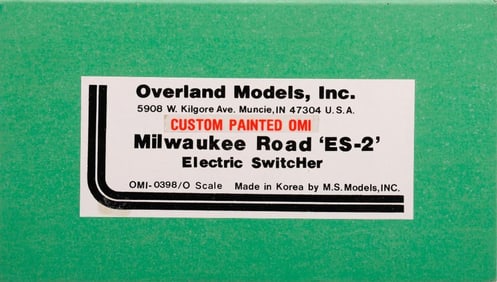 Overland Models, Inc.
5908 W. Kilgore Ave. Muncie, IN 47304 U.S.A.
CUSTOM PAINTED OMI
Milwaukee Road 'ES-2'
Electric SwitcHer
OMI-0398/O Scale Made in Korea by M.S. Models, INC.